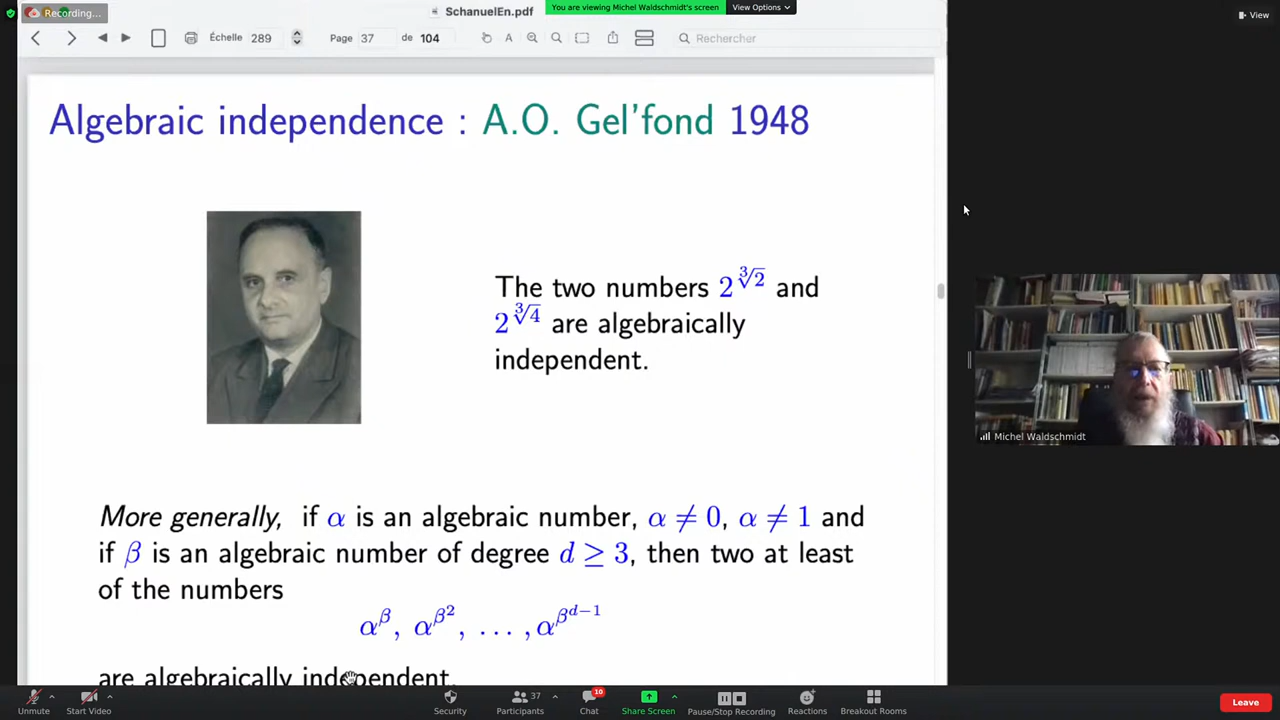 Recording...
SchanuelEn.pdf
You are viewing Michel Waldschmidt's screen
View Options
View
Échelle 289
Page 37 de 104
Rechercher
Algebraic independence : A.O. Gel'fond 1948
The two numbers 2^{∛2} and
2^{∛4} are algebraically
independent.
More generally, if α is an algebraic number, α ≠ 0, α ≠ 1 and
if β is an algebraic number of degree d ≥ 3, then two at least
of the numbers
α^β, α^{β^2}, ..., α^{β^{d−1}}
are algebraically independent.
Michel Waldschmidt
Unmute
Start Video
Security
37
Participants
10
Chat
Share Screen
Pause/Stop Recording
Reactions
Breakout Rooms
Leave